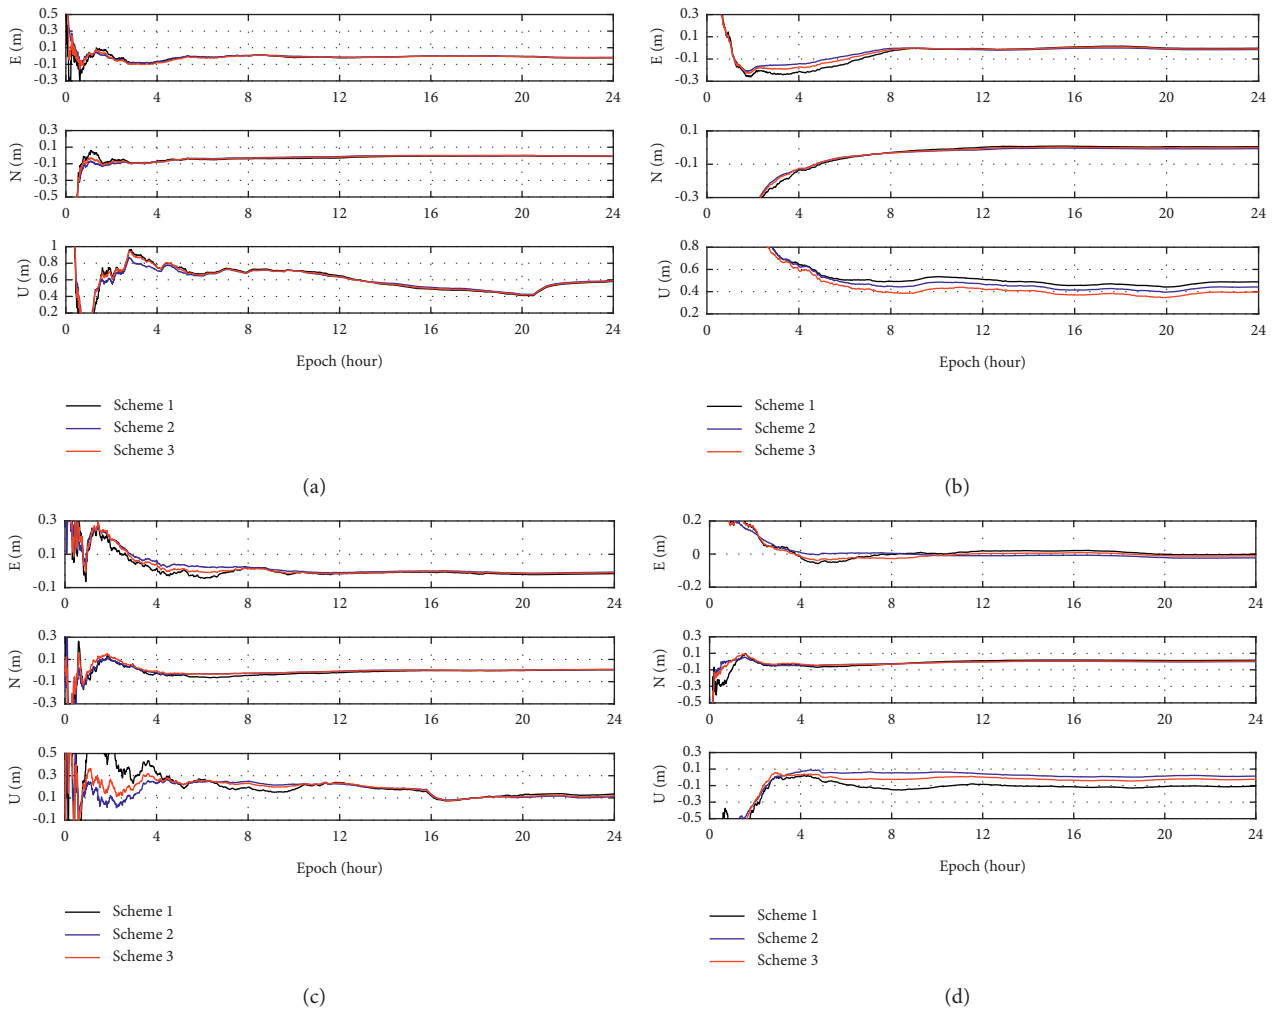 0.5
0.3
0.1
-0.1
-0.3
E (m)
0 4 8 12 16 20 24
0.3
0.1
-0.1
-0.3
-0.5
N (m)
0 4 8 12 16 20 24
1
0.8
0.6
0.4
0.2
U (m)
0 4 8 12 16 20 24
Epoch (hour)
Scheme 1
Scheme 2
Scheme 3
(a)
0.3
0.1
-0.1
-0.3
E (m)
0 4 8 12 16 20 24
0.1
-0.1
-0.3
N (m)
0 4 8 12 16 20 24
0.8
0.6
0.4
0.2
U (m)
0 4 8 12 16 20 24
Epoch (hour)
Scheme 1
Scheme 2
Scheme 3
(b)
0.3
0.1
-0.1
E (m)
0 4 8 12 16 20 24
0.3
0.1
-0.1
-0.3
N (m)
0 4 8 12 16 20 24
0.5
0.3
0.1
-0.1
U (m)
0 4 8 12 16 20 24
Epoch (hour)
Scheme 1
Scheme 2
Scheme 3
(c)
0.2
0
-0.2
E (m)
0 4 8 12 16 20 24
0.3
0.1
-0.1
-0.3
-0.5
N (m)
0 4 8 12 16 20 24
0.3
0.1
-0.1
-0.3
-0.5
U (m)
0 4 8 12 16 20 24
Epoch (hour)
Scheme 1
Scheme 2
Scheme 3
(d)